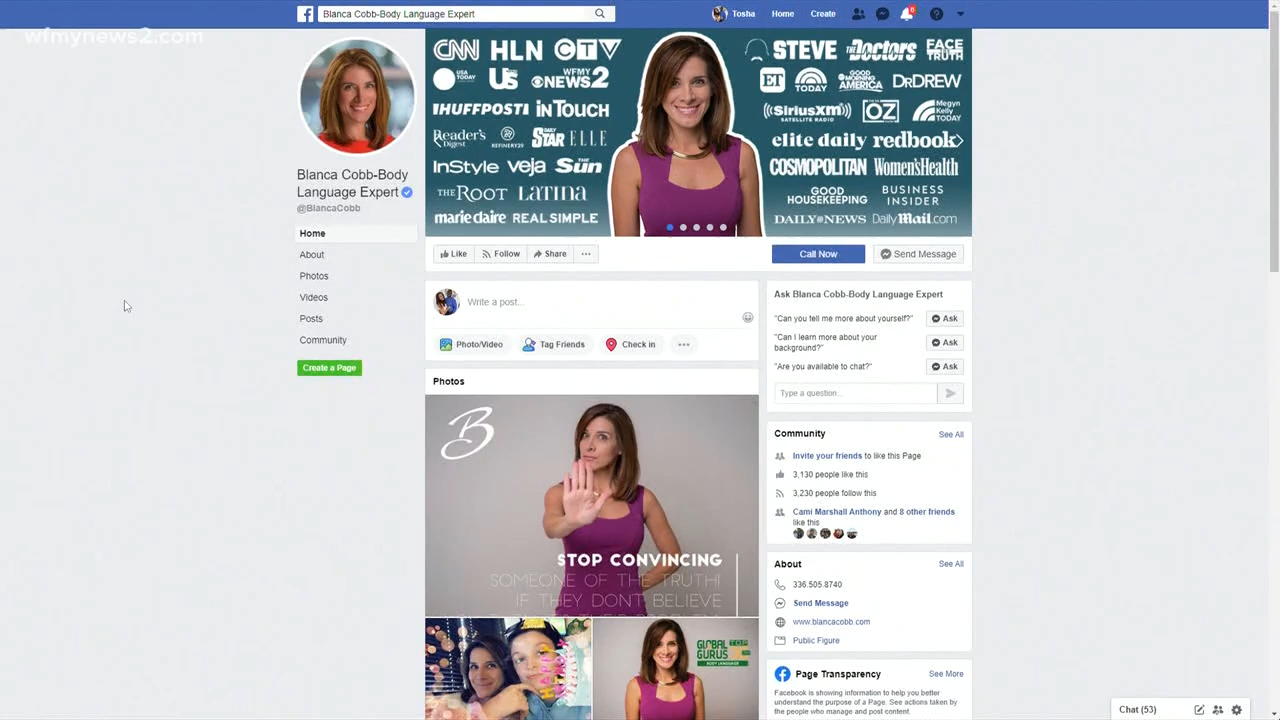 wfmynews2.com
Blanca Cobb-Body Language Expert
Tosha
Home
Create
8
Blanca Cobb-Body
Language Expert
@BlancaCobb
Home
About
Photos
Videos
Posts
Community
Create a Page
CNN HLN CTV
USA TODAY Us WFMY NEWS 2
HUFFPOST InTouch
Reader's Digest REFINERY29 DAILY STAR ELLE
InStyle veja The Sun
THE ROOT LATINA
marie claire REAL SIMPLE
STEVE The Doctors FACE TRUTH
ET TODAY GOOD MORNING AMERICA DR DREW
SiriusXM SATELLITE RADIO OZ Megyn Kelly TODAY
elite daily redbook
COSMOPOLITAN Women'sHealth
GOOD HOUSEKEEPING BUSINESS INSIDER
DAILY NEWS DailyMail.com
Like
Follow
Share
Call Now
Send Message
Write a post...
Photo/Video
Tag Friends
Check in
Photos
B
STOP CONVINCING
SOMEONE OF THE TRUTH!
IF THEY DON'T BELIEVE
GLOBAL TOP
GURUS
BODY LANGUAGE
Ask Blanca Cobb-Body Language Expert
"Can you tell me more about yourself?"
Ask
"Can I learn more about your
background?"
Ask
"Are you available to chat?"
Ask
Type a question...
Community
See All
Invite your friends to like this Page
3,130 people like this
3,230 people follow this
Cami Marshall Anthony and 8 other friends
like this
About
See All
336.505.8740
Send Message
www.blancacobb.com
Public Figure
Page Transparency
See More
Facebook is showing information to help you better
understand the purpose of a Page. See actions taken by
the people who manage and post content.
Chat (53)